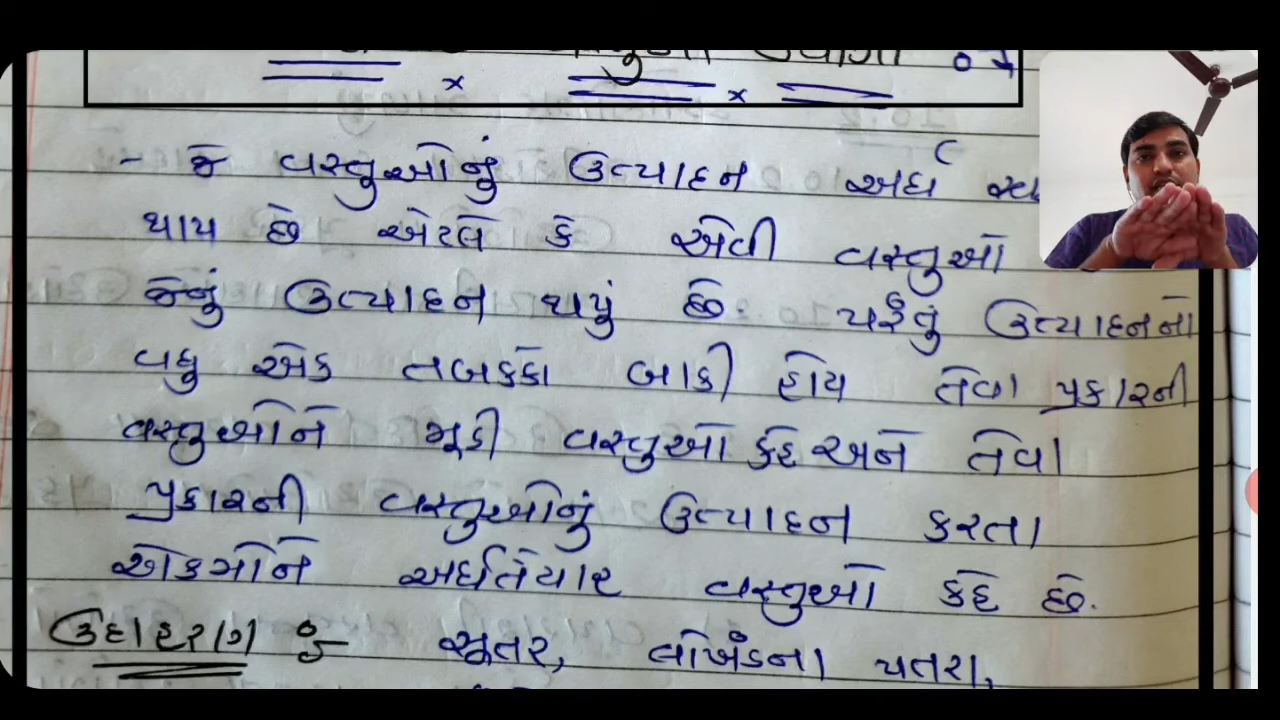 - જે વસ્તુઓનું ઉત્પાદન અર્ધ
થાય છે એટલે કે એવી વસ્તુઓ
જેનું ઉત્પાદન થયું છે. પરંતુ ઉત્પાદનનો
વધુ એક તબક્કો બાકી હોય તેવા પ્રકારની
વસ્તુઓને મૂડી વસ્તુઓ કહે અને તેવા
પ્રકારની વસ્તુઓનું ઉત્પાદન કરતા
એકમોને અર્ધતૈયાર વસ્તુઓ કહે છે.
ઉદાહરણ :- સૂતર, લોખંડના પતરા,